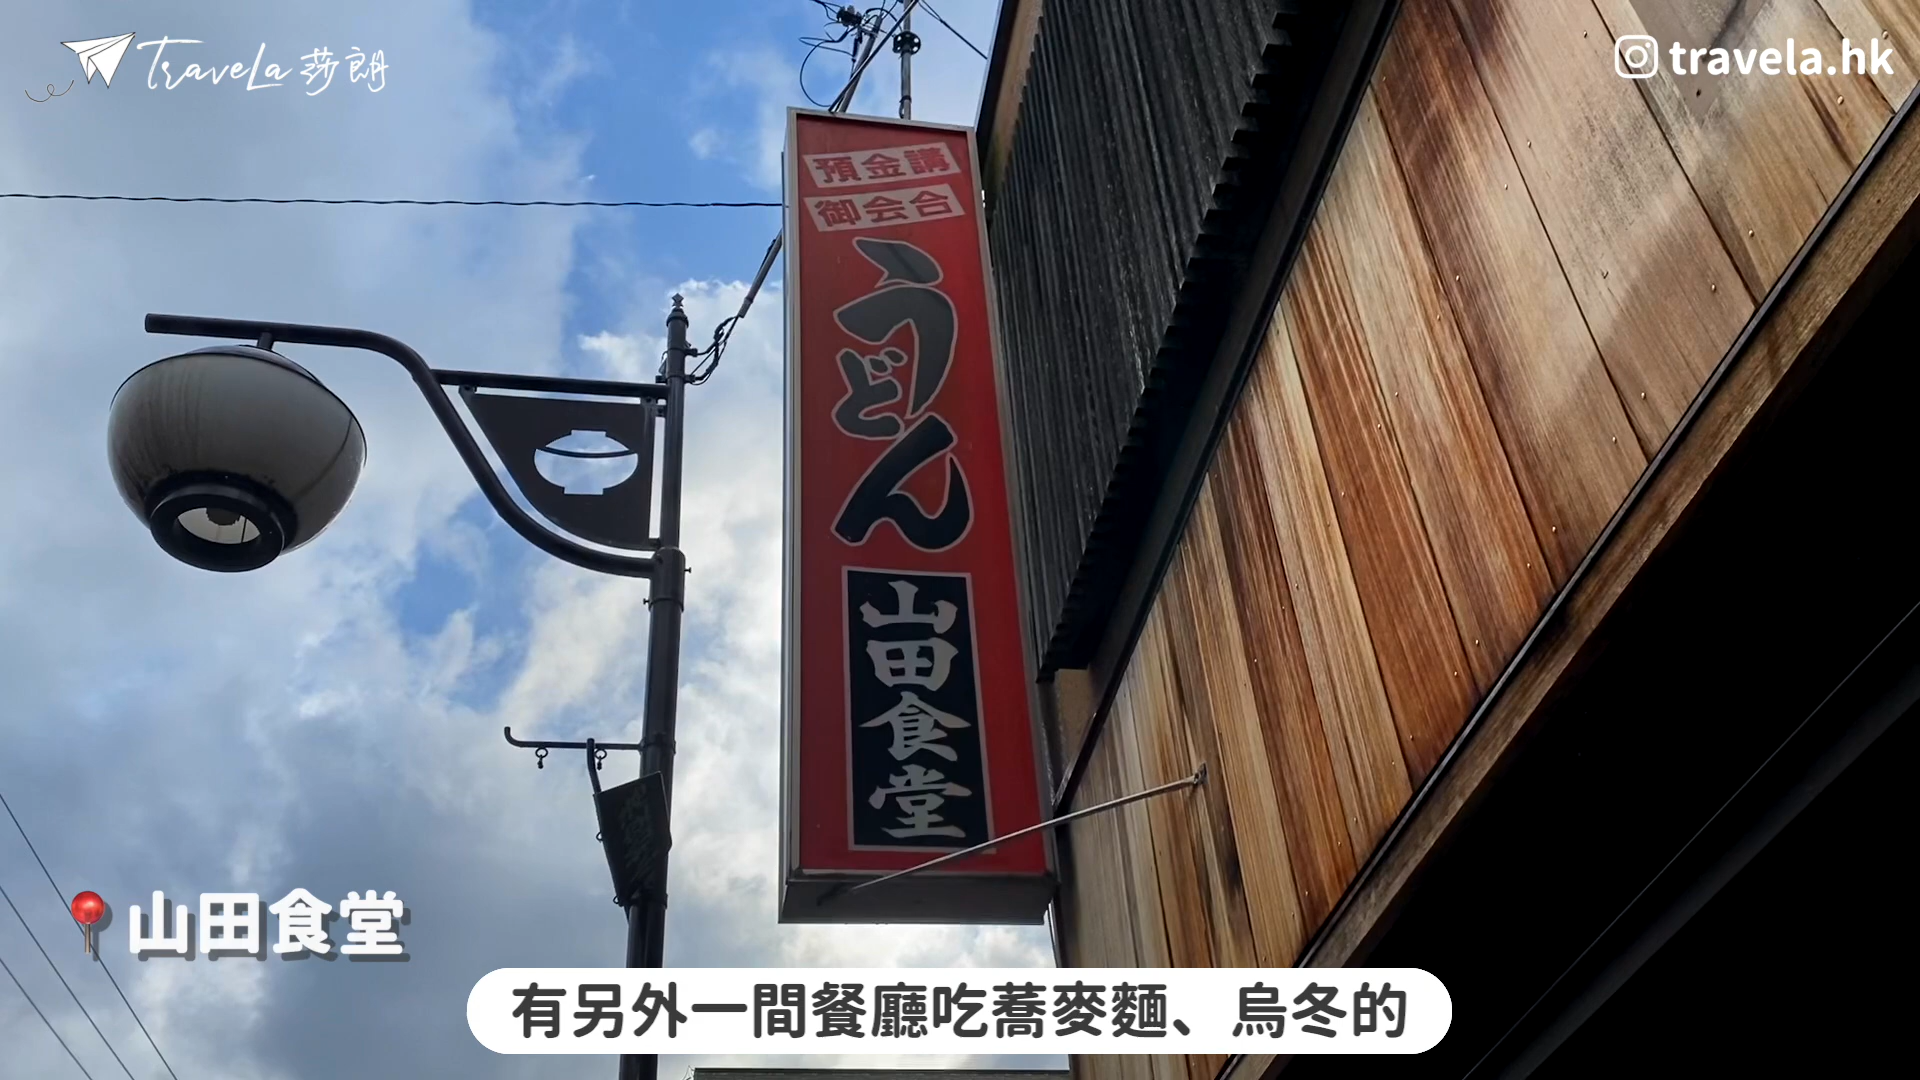 Travela 莎朗
travela.hk
預金講
御会合
うどん
山田食堂
山田食堂
有另外一間餐廳吃蕎麥麵、烏冬的